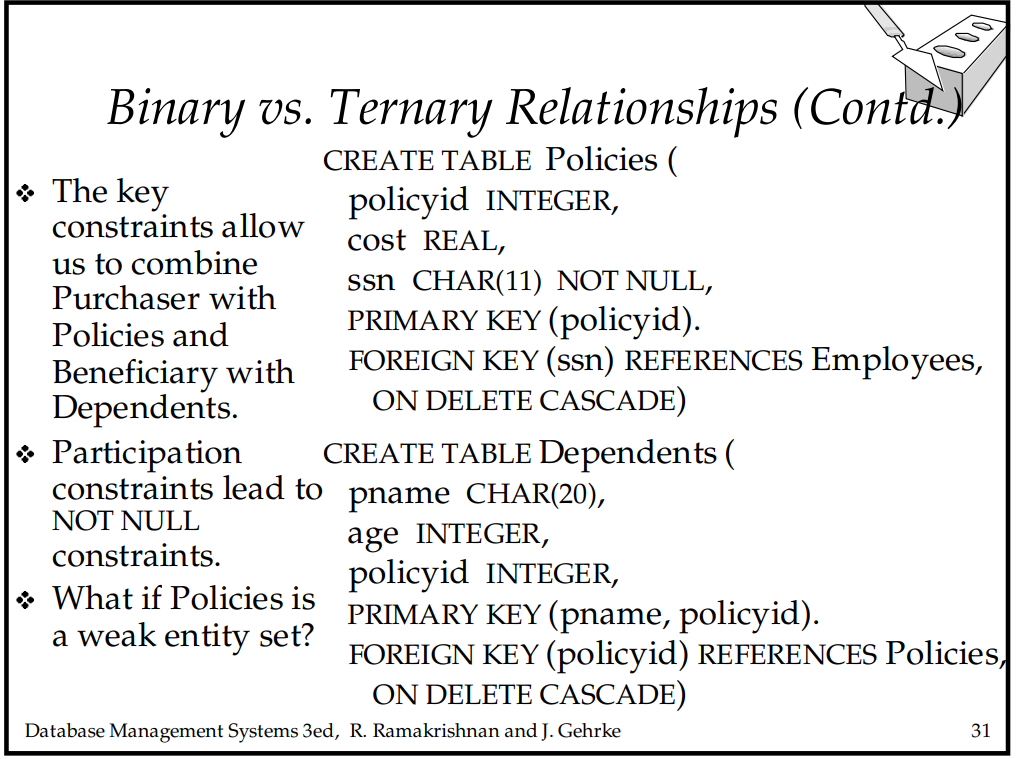 Binary vs. Ternary Relationships (Contd.)
❖ The key
constraints allow
us to combine
Purchaser with
Policies and
Beneficiary with
Dependents.
❖ Participation
constraints lead to
NOT NULL
constraints.
❖ What if Policies is
a weak entity set?
CREATE TABLE Policies (
policyid INTEGER,
cost REAL,
ssn CHAR(11) NOT NULL,
PRIMARY KEY (policyid).
FOREIGN KEY (ssn) REFERENCES Employees,
ON DELETE CASCADE)
CREATE TABLE Dependents (
pname CHAR(20),
age INTEGER,
policyid INTEGER,
PRIMARY KEY (pname, policyid).
FOREIGN KEY (policyid) REFERENCES Policies,
ON DELETE CASCADE)
Database Management Systems 3ed, R. Ramakrishnan and J. Gehrke 31